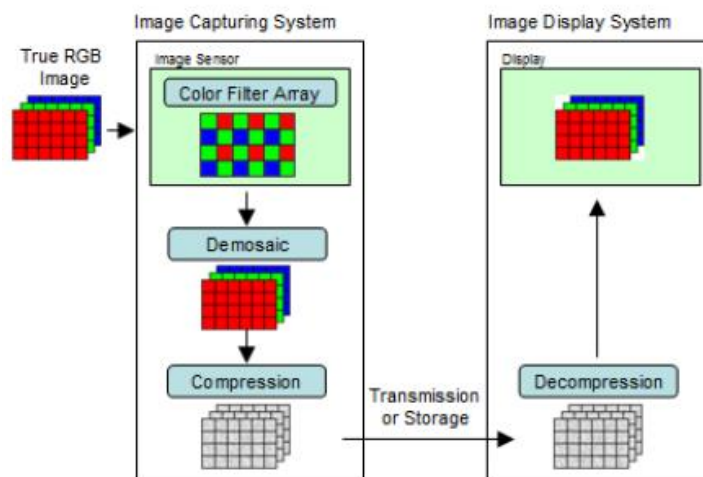 Image Capturing System
Image Display System
True RGB
Image
Image Sensor
Display
Color Filter Array
Demosaic
Compression
Transmission
or Storage
Decompression